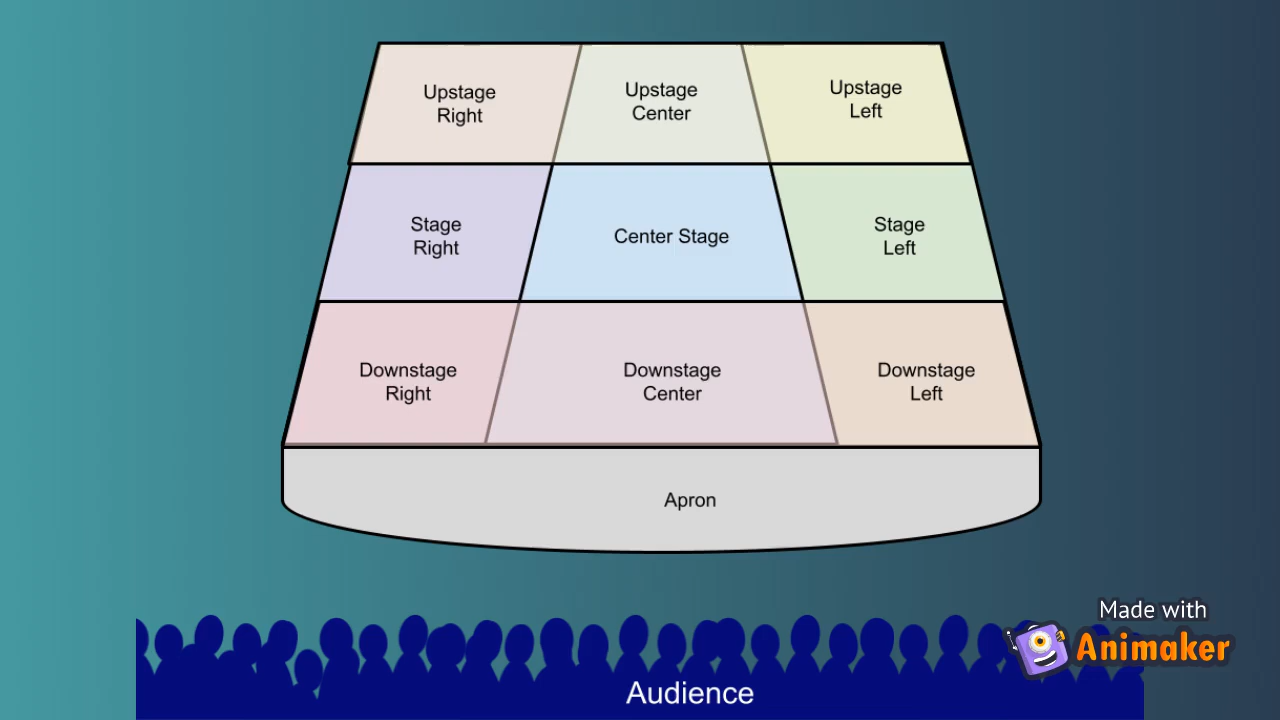 Upstage
Right
Upstage
Center
Upstage
Left
Stage
Right
Center Stage
Stage
Left
Downstage
Right
Downstage
Center
Downstage
Left
Apron
Made with
Animaker
Audience